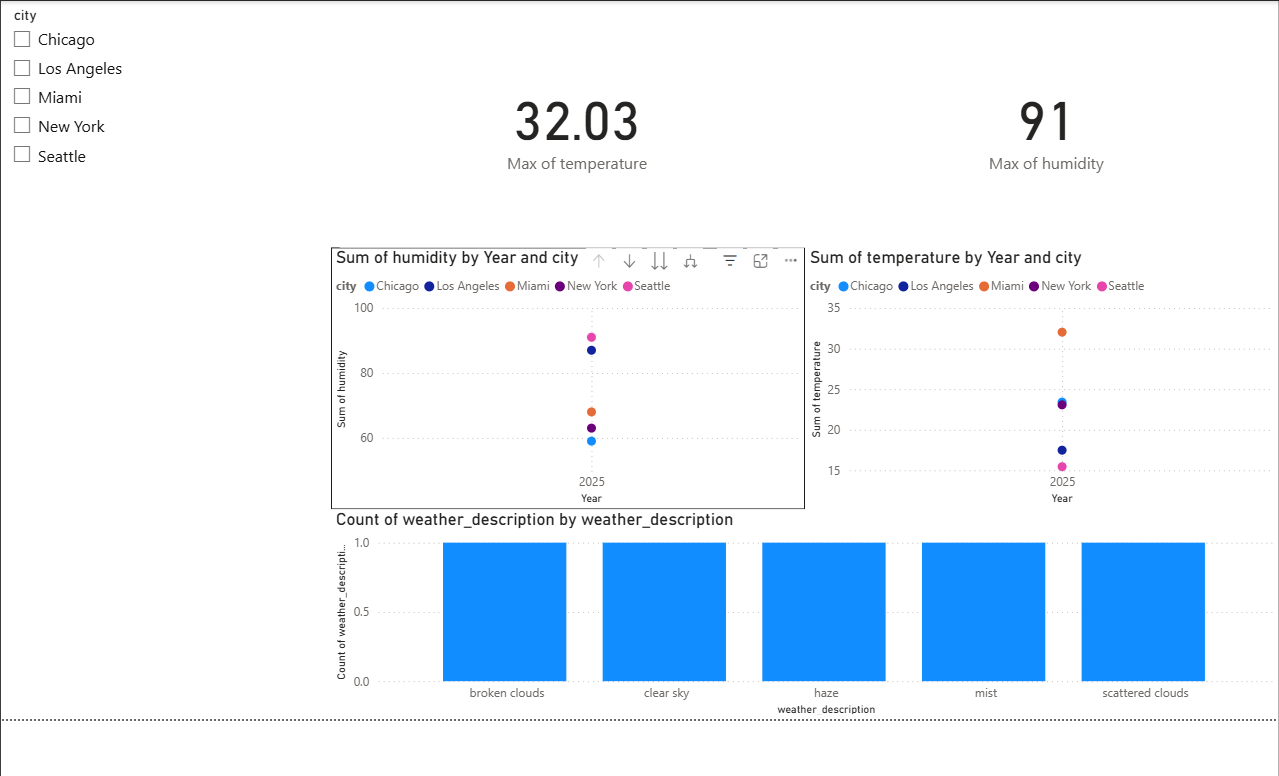 city
Chicago
Los Angeles
Miami
New York
Seattle
32.03
Max of temperature
91
Max of humidity
Sum of humidity by Year and city
city Chicago Los Angeles Miami New York Seattle
Sum of humidity
100
80
60
2025
Year
Sum of temperature by Year and city
city Chicago Los Angeles Miami New York Seattle
Sum of temperature
35
30
25
20
15
2025
Year
Count of weather_description by weather_description
Count of weather_descripti...
1.0
0.5
0.0
broken clouds clear sky haze mist scattered clouds
weather_description